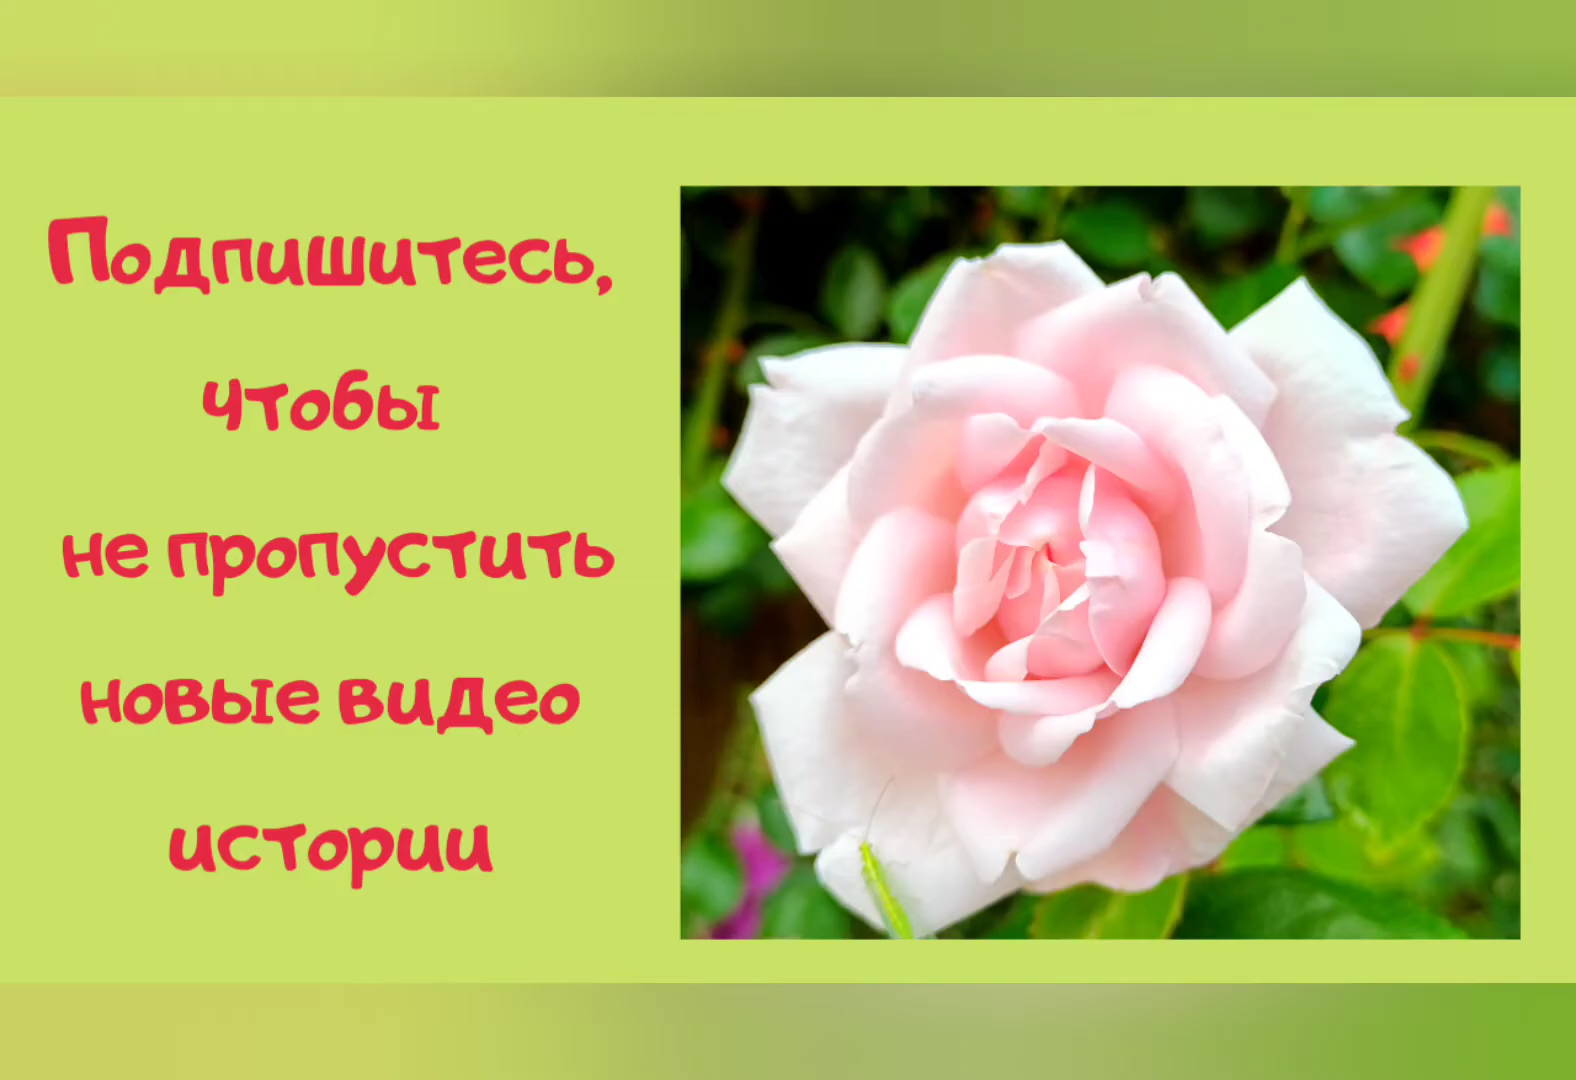 Подпишитесь,
чтобы
не пропустить
новые видео
истории